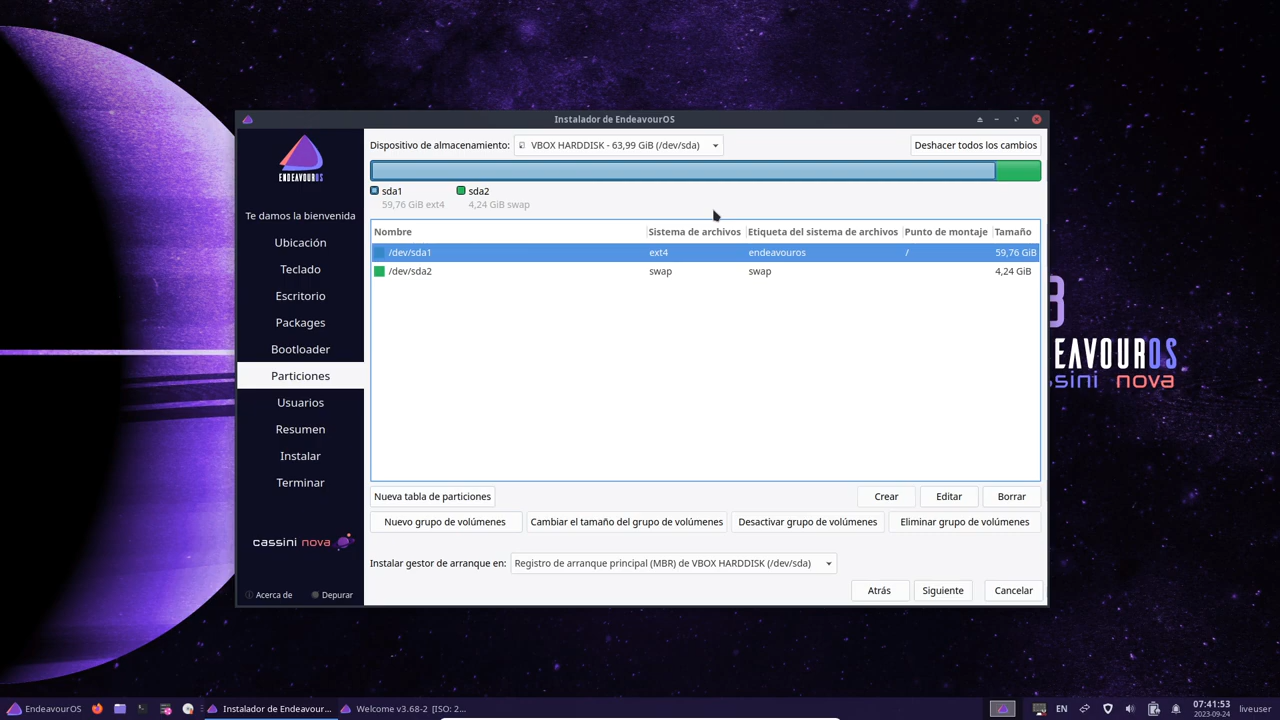 Instalador de EndeavourOS
ENDEAVOUROS
Te damos la bienvenida
Ubicación
Teclado
Escritorio
Packages
Bootloader
Particiones
Usuarios
Resumen
Instalar
Terminar
cassini nova
Acerca de
Depurar
Dispositivo de almacenamiento:
VBOX HARDDISK - 63,99 GiB (/dev/sda)
Deshacer todos los cambios
sda1
sda2
59,76 GiB ext4
4,24 GiB swap
Nombre
Sistema de archivos
Etiqueta del sistema de archivos
Punto de montaje
Tamaño
/dev/sda1
ext4
endeavouros
/
59,76 GiB
/dev/sda2
swap
swap
4,24 GiB
Nueva tabla de particiones
Crear
Editar
Borrar
Nuevo grupo de volúmenes
Cambiar el tamaño del grupo de volúmenes
Desactivar grupo de volúmenes
Eliminar grupo de volúmenes
Instalar gestor de arranque en:
Registro de arranque principal (MBR) de VBOX HARDDISK (/dev/sda)
Atrás
Siguiente
Cancelar
EAVOUROS
ssini nova
EndeavourOS
Instalador de Endeavour...
Welcome v3.68-2 [ISO: 2...
EN
07:41:53
2023-09-24
liveuser